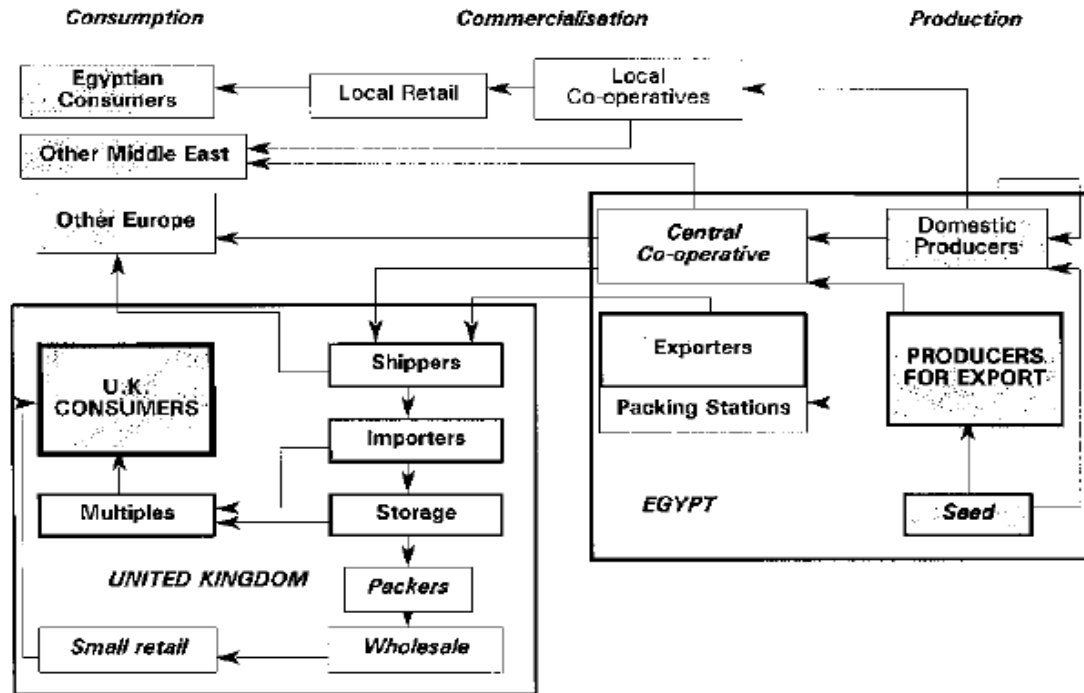 Consumption
Commercialisation
Production
Egyptian
Consumers
Local Retail
Local
Co-operatives
Other Middle East
Other Europe
Central
Co-operative
Domestic
Producers
U.K.
CONSUMERS
Shippers
Exporters
PRODUCERS
FOR EXPORT
Packing Stations
Importers
Multiples
Storage
EGYPT
Seed
UNITED KINGDOM
Packers
Small retail
Wholesale